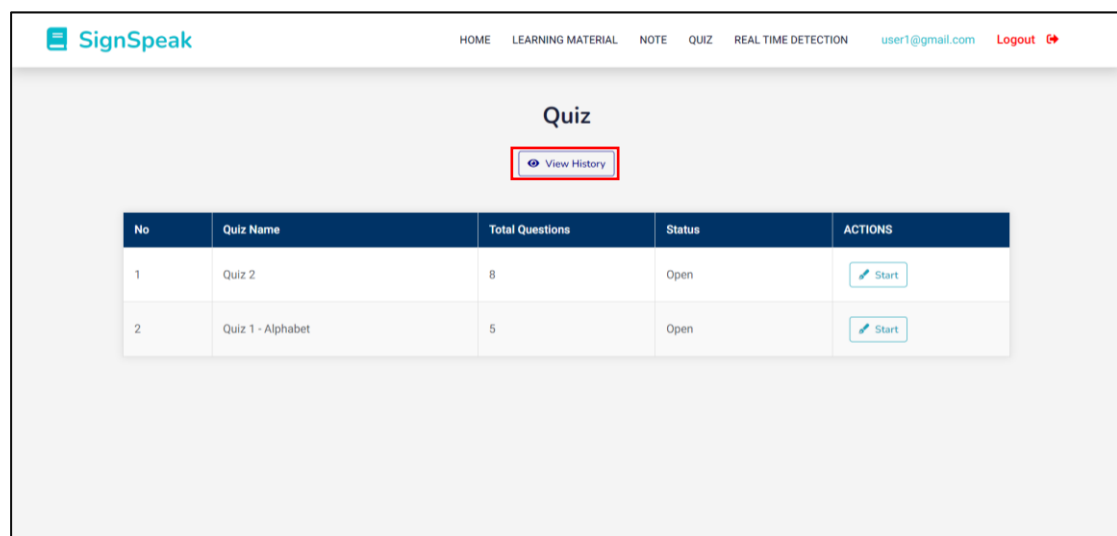 SignSpeak HOME LEARNING MATERIAL NOTE QUIZ REAL TIME DETECTION user1@gmail.com Logout
Quiz
View History
No Quiz Name Total Questions Status ACTIONS
1 Quiz 2 8 Open Start
2 Quiz 1 - Alphabet 5 Open Start